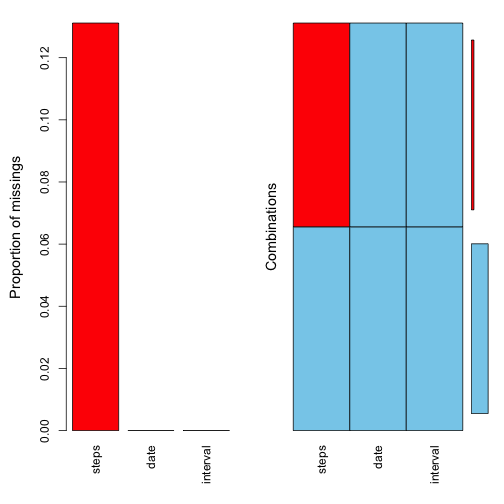 Proportion of missings
0.12
0.10
0.08
0.06
0.04
0.02
0.00
steps
date
interval
Combinations
steps
date
interval